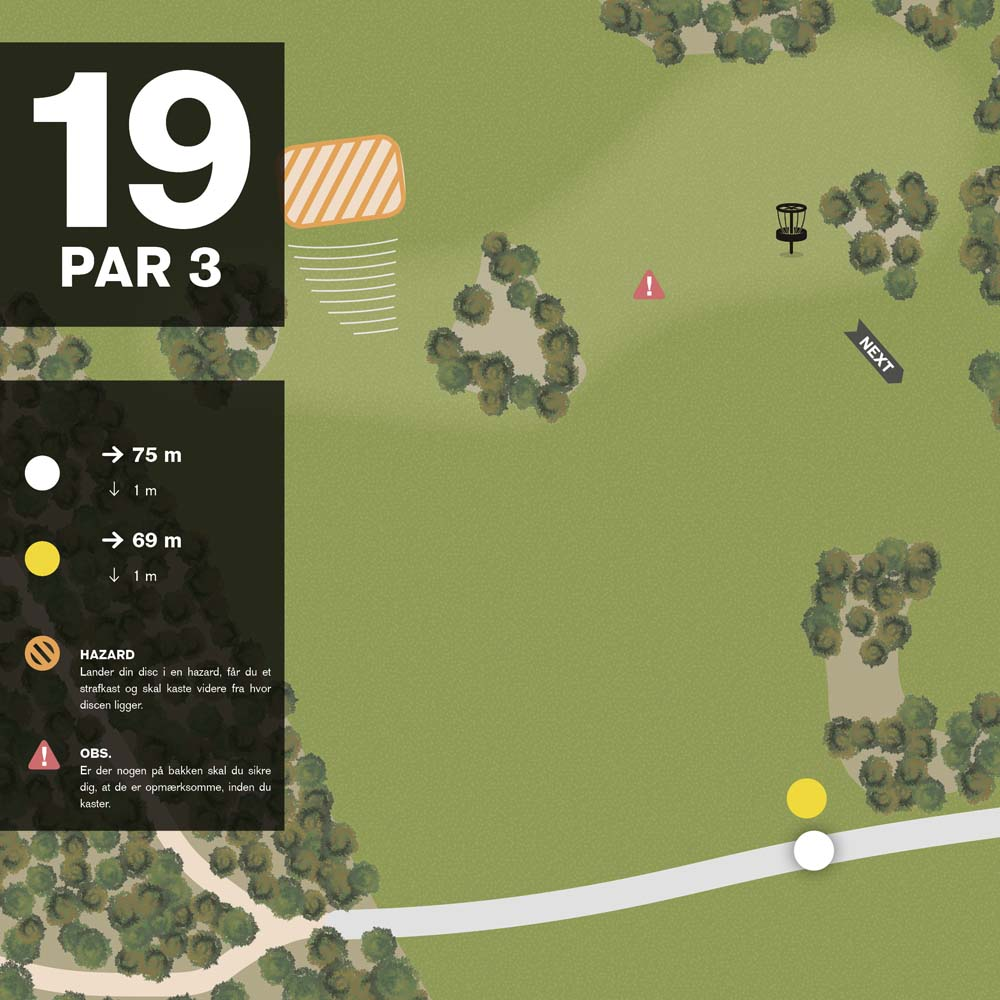 19
PAR 3
75 m
1 m
69 m
1 m
HAZARD
Lander din disc i en hazard, får du et
strafkast og skal kaste videre fra hvor
discen ligger.
OBS.
Er der nogen på bakken skal du sikre
dig, at de er opmærksomme, inden du
kaster.
NEXT